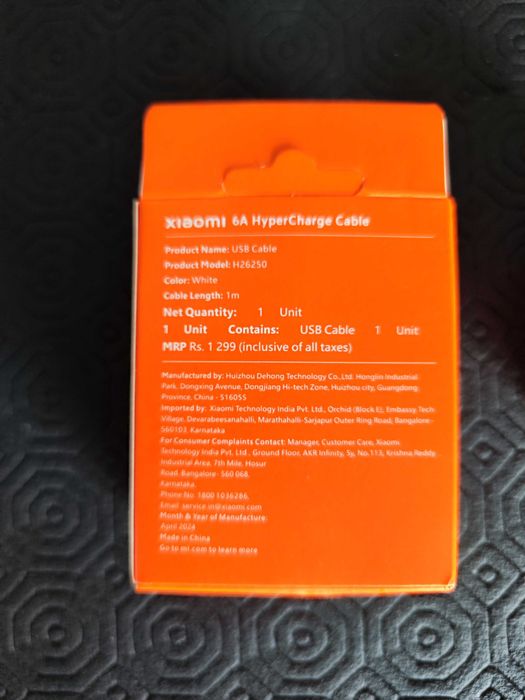 xiaomi 6A HyperCharge Cable
Product Name: USB Cable
Product Model: H26250
Color: White
Cable Length: 1m
Net Quantity: 1 Unit
1 Unit Contains: USB Cable 1 Unit
MRP Rs. 1 299 (inclusive of all taxes)
Manufactured by: Huizhou Dehong Technology Co.,Ltd. Honglin Industrial
Park, Dongxing Avenue, Dongjiang Hi-tech Zone, Huizhou city, Guangdong
Province, China - 516055
Imported by: Xiaomi Technology India Pvt. Ltd., Orchid (Block E), Embassy Tech
Village, Devarabeesanahalli, Marathahalli-Sarjapur Outer Ring Road, Bangalore-
560103, Karnataka
For Consumer Complaints Contact: Manager, Customer Care, Xiaomi
Technology India Pvt. Ltd., Ground Floor, AKR Infinity, Sy, No.113, Krishna Reddy
Industrial Area, 7th Mile, Hosur
Road, Bangalore- 560 068,
Karnataka.
Phone No: 1800 1036286,
Email: service.in@xiaomi.com
Month & Year of Manufacture:
April 2024
Made in China
Go to mi.com to learn more